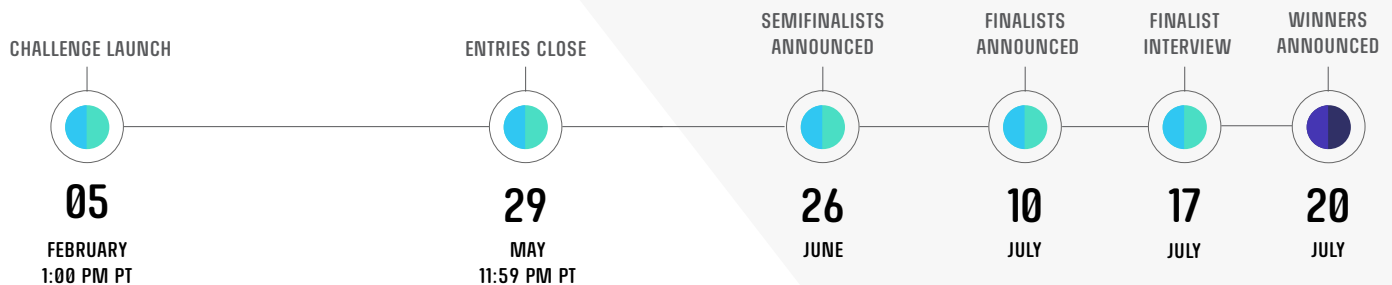 CHALLENGE LAUNCH
05
FEBRUARY
1:00 PM PT
ENTRIES CLOSE
29
MAY
11:59 PM PT
SEMIFINALISTS
ANNOUNCED
26
JUNE
FINALISTS
ANNOUNCED
10
JULY
FINALIST
INTERVIEW
17
JULY
WINNERS
ANNOUNCED
20
JULY